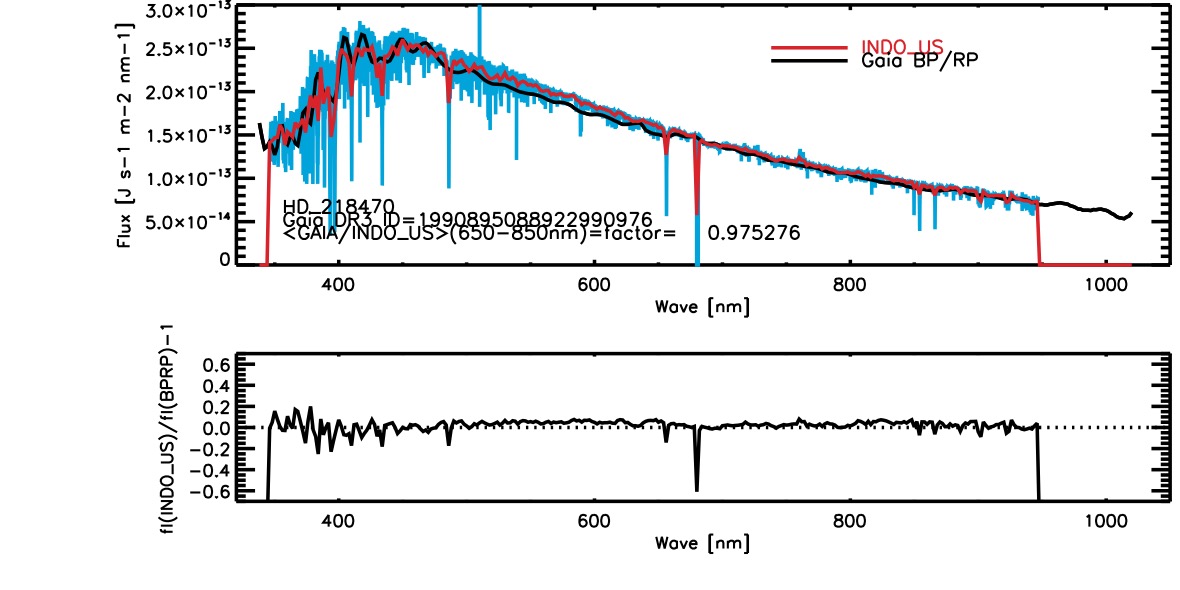 3.0×10−13
2.5×10−13
2.0×10−13
1.5×10−13
1.0×10−13
5.0×10−14
0
Flux [J s−1 m−2 nm−1]
INDO_US
Gaia BP/RP
HD_218470
Gaia DR3 ID=1990895088922990976
<GAIA/INDO_US>(650−850nm)=factor= 0.975276
400 600 800 1000
Wave [nm]
fl(INDO_US)/fl(BPRP)−1
0.6
0.4
0.2
0.0
−0.2
−0.4
−0.6
400 600 800 1000
Wave [nm]